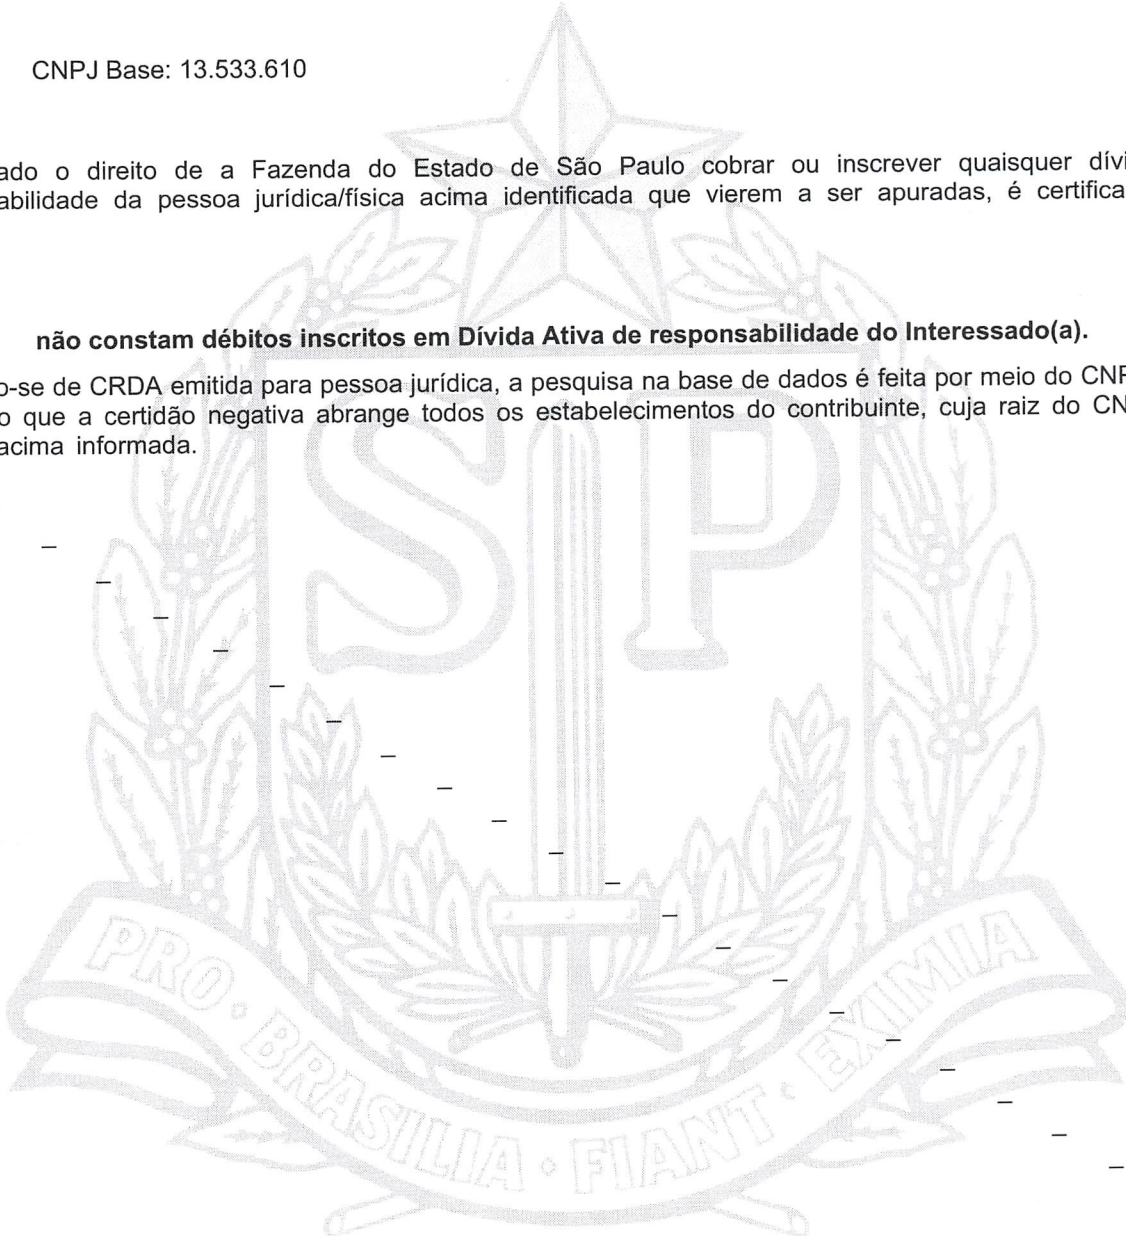 CNPJ Base: 13.533.610
ado o direito de a Fazenda do Estado de São Paulo cobrar ou inscrever quaisquer dívi
abilidade da pessoa jurídica/física acima identificada que vierem a ser apuradas, é certifica
não constam débitos inscritos em Dívida Ativa de responsabilidade do Interessado(a).
o-se de CRDA emitida para pessoa jurídica, a pesquisa na base de dados é feita por meio do CNP
o que a certidão negativa abrange todos os estabelecimentos do contribuinte, cuja raiz do CN
acima informada.
SP
PRO · BRASILIA · FIANT · EXIMIA